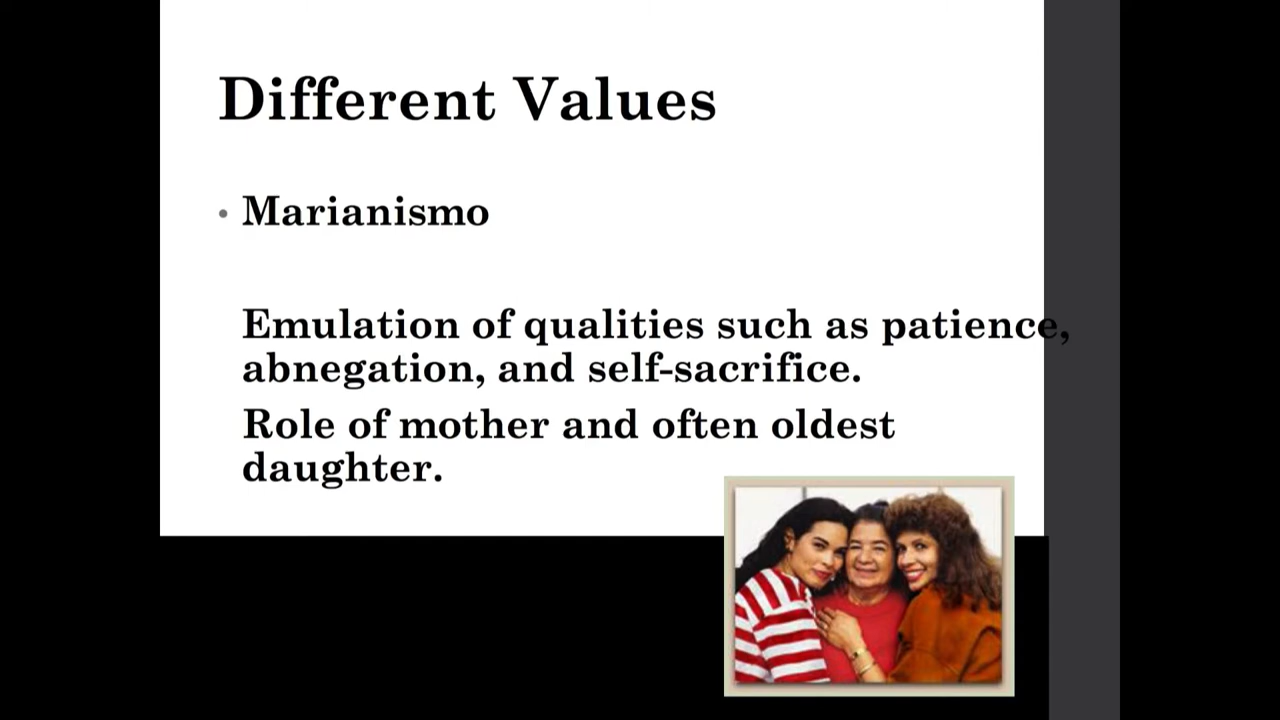 Different Values
• Marianismo
Emulation of qualities such as patience,
abnegation, and self-sacrifice.
Role of mother and often oldest
daughter.